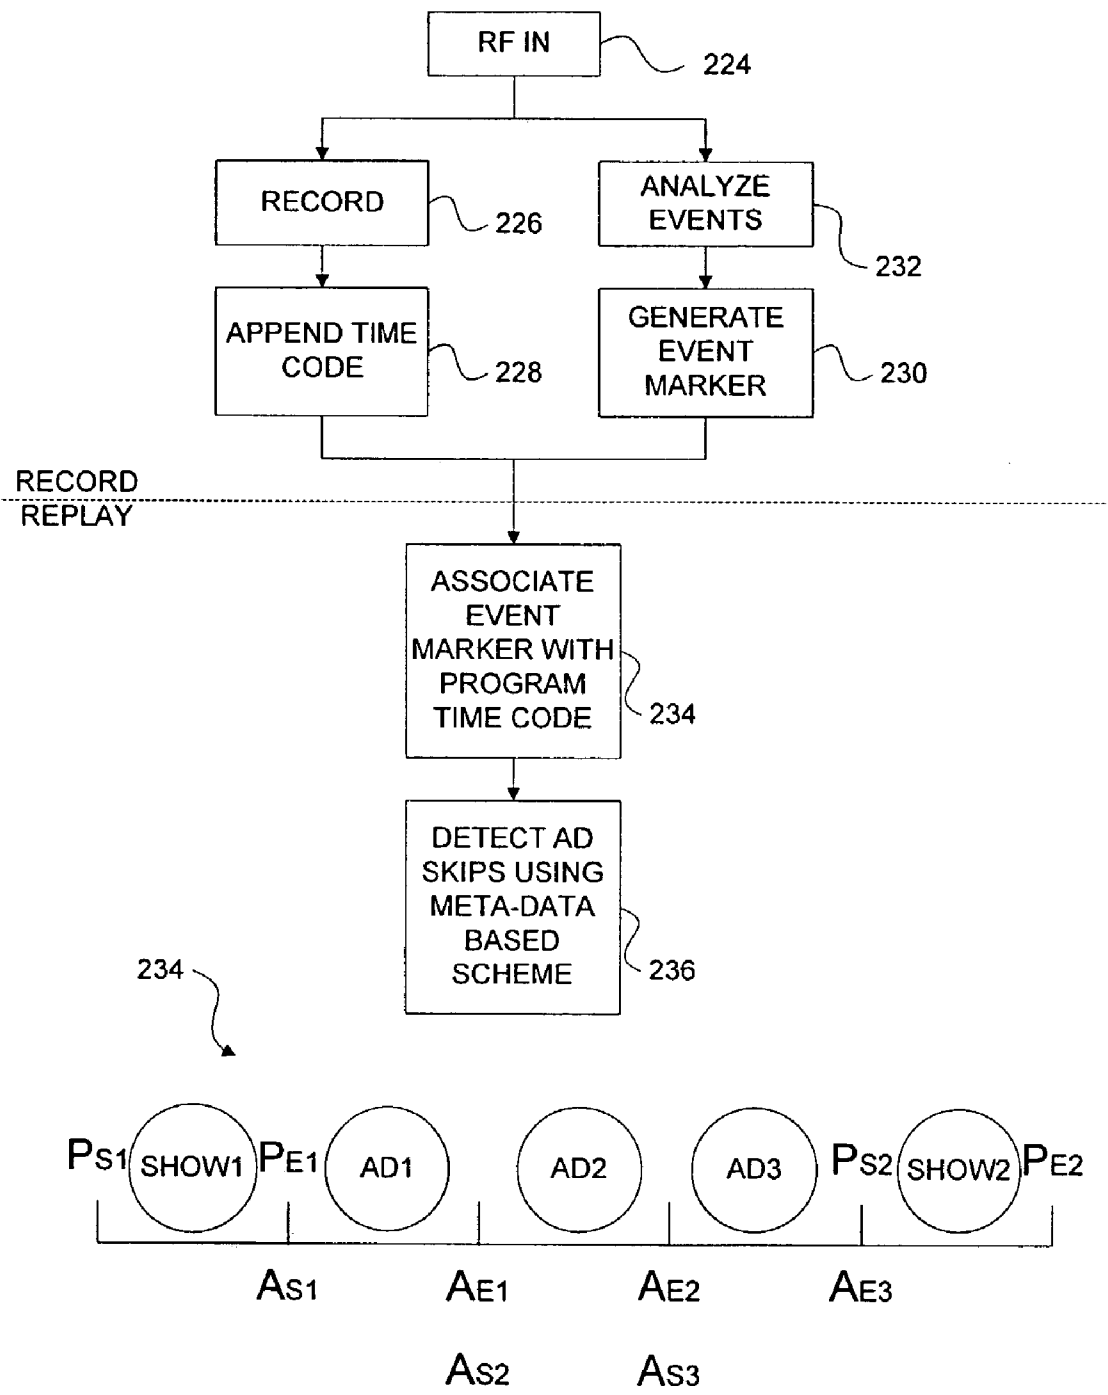 RF IN
224
RECORD
226
ANALYZE
EVENTS
232
APPEND TIME
CODE
228
GENERATE
EVENT
MARKER
230
RECORD
REPLAY
ASSOCIATE
EVENT
MARKER WITH
PROGRAM
TIME CODE
234
DETECT AD
SKIPS USING
META-DATA
BASED
SCHEME
236
234
PS1 SHOW1 PE1 AD1 AD2 AD3 PS2 SHOW2 PE2
AS1 AE1 AE2 AE3
AS2 AS3